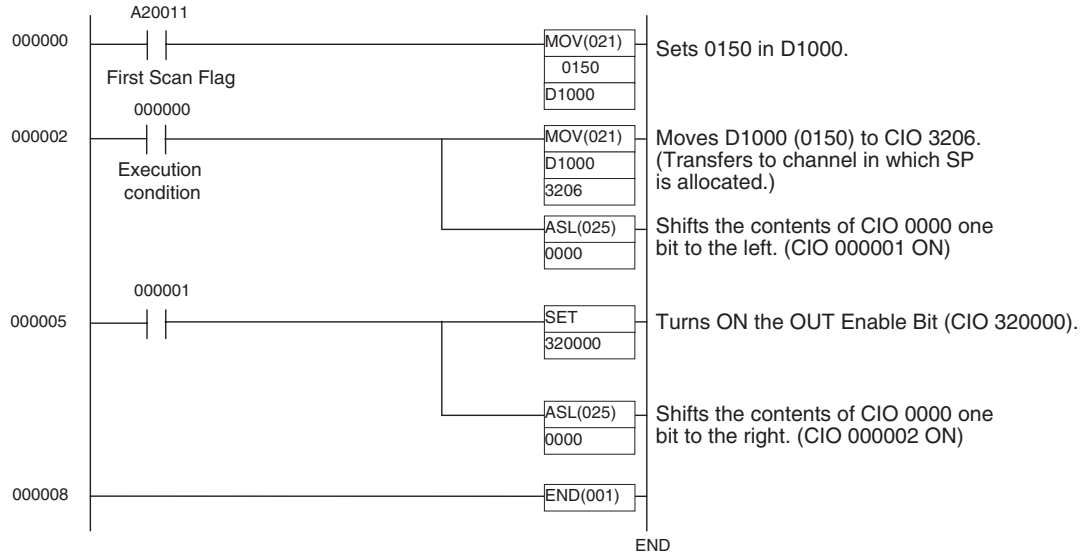 A20011
000000
MOV(021)
Sets 0150 in D1000.
0150
First Scan Flag
D1000
000000
000002
MOV(021)
Moves D1000 (0150) to CIO 3206.
D1000
(Transfers to channel in which SP
Execution
condition
3206
is allocated.)
ASL(025)
Shifts the contents of CIO 0000 one
0000
bit to the left. (CIO 000001 ON)
000001
000005
SET
Turns ON the OUT Enable Bit (CIO 320000).
320000
ASL(025)
Shifts the contents of CIO 0000 one
0000
bit to the right. (CIO 000002 ON)
000008
END(001)
END